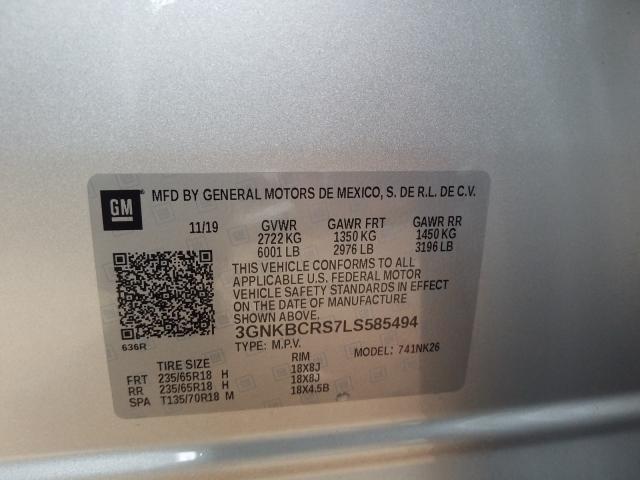 GM
MFD BY GENERAL MOTORS DE MEXICO, S. DE R.L. DE C.V.
11/19 GVWR GAWR FRT GAWR RR
2722 KG 1350 KG 1450 KG
6001 LB 2976 LB 3196 LB
THIS VEHICLE CONFORMS TO ALL
APPLICABLE U.S. FEDERAL MOTOR
VEHICLE SAFETY STANDARDS IN EFFECT
ON THE DATE OF MANUFACTURE
SHOWN ABOVE.
3GNKBCRS7LS585494
636R
TYPE: M.P.V. MODEL: 741NK26
TIRE SIZE RIM
FRT 235/65R18 H 18X8J
RR 235/65R18 H 18X8J
SPA T135/70R18 M 18X4.5B